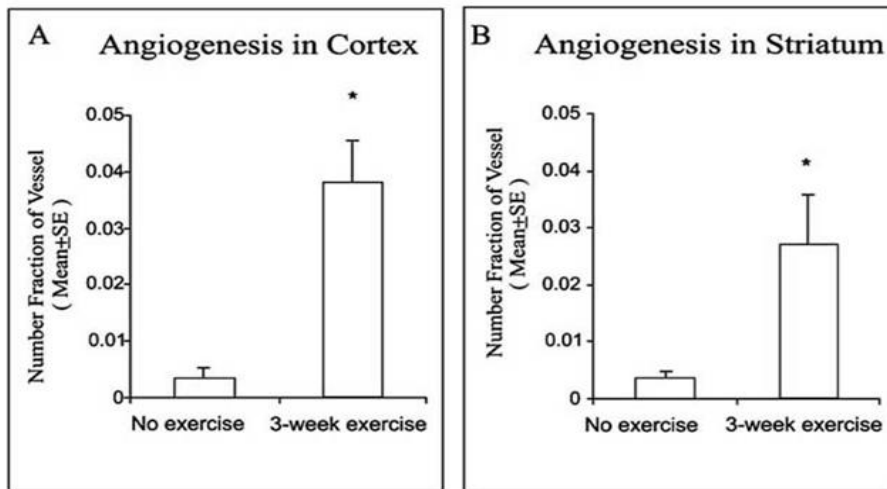 A
Angiogenesis in Cortex
*
0.05
0.04
0.03
0.02
0.01
0
Number Fraction of Vessel
( Mean±SE )
No exercise
3-week exercise
B
Angiogenesis in Striatum
*
0.05
0.04
0.03
0.02
0.01
0
Number Fraction of Vessel
( Mean±SE )
No exercise
3-week exercise